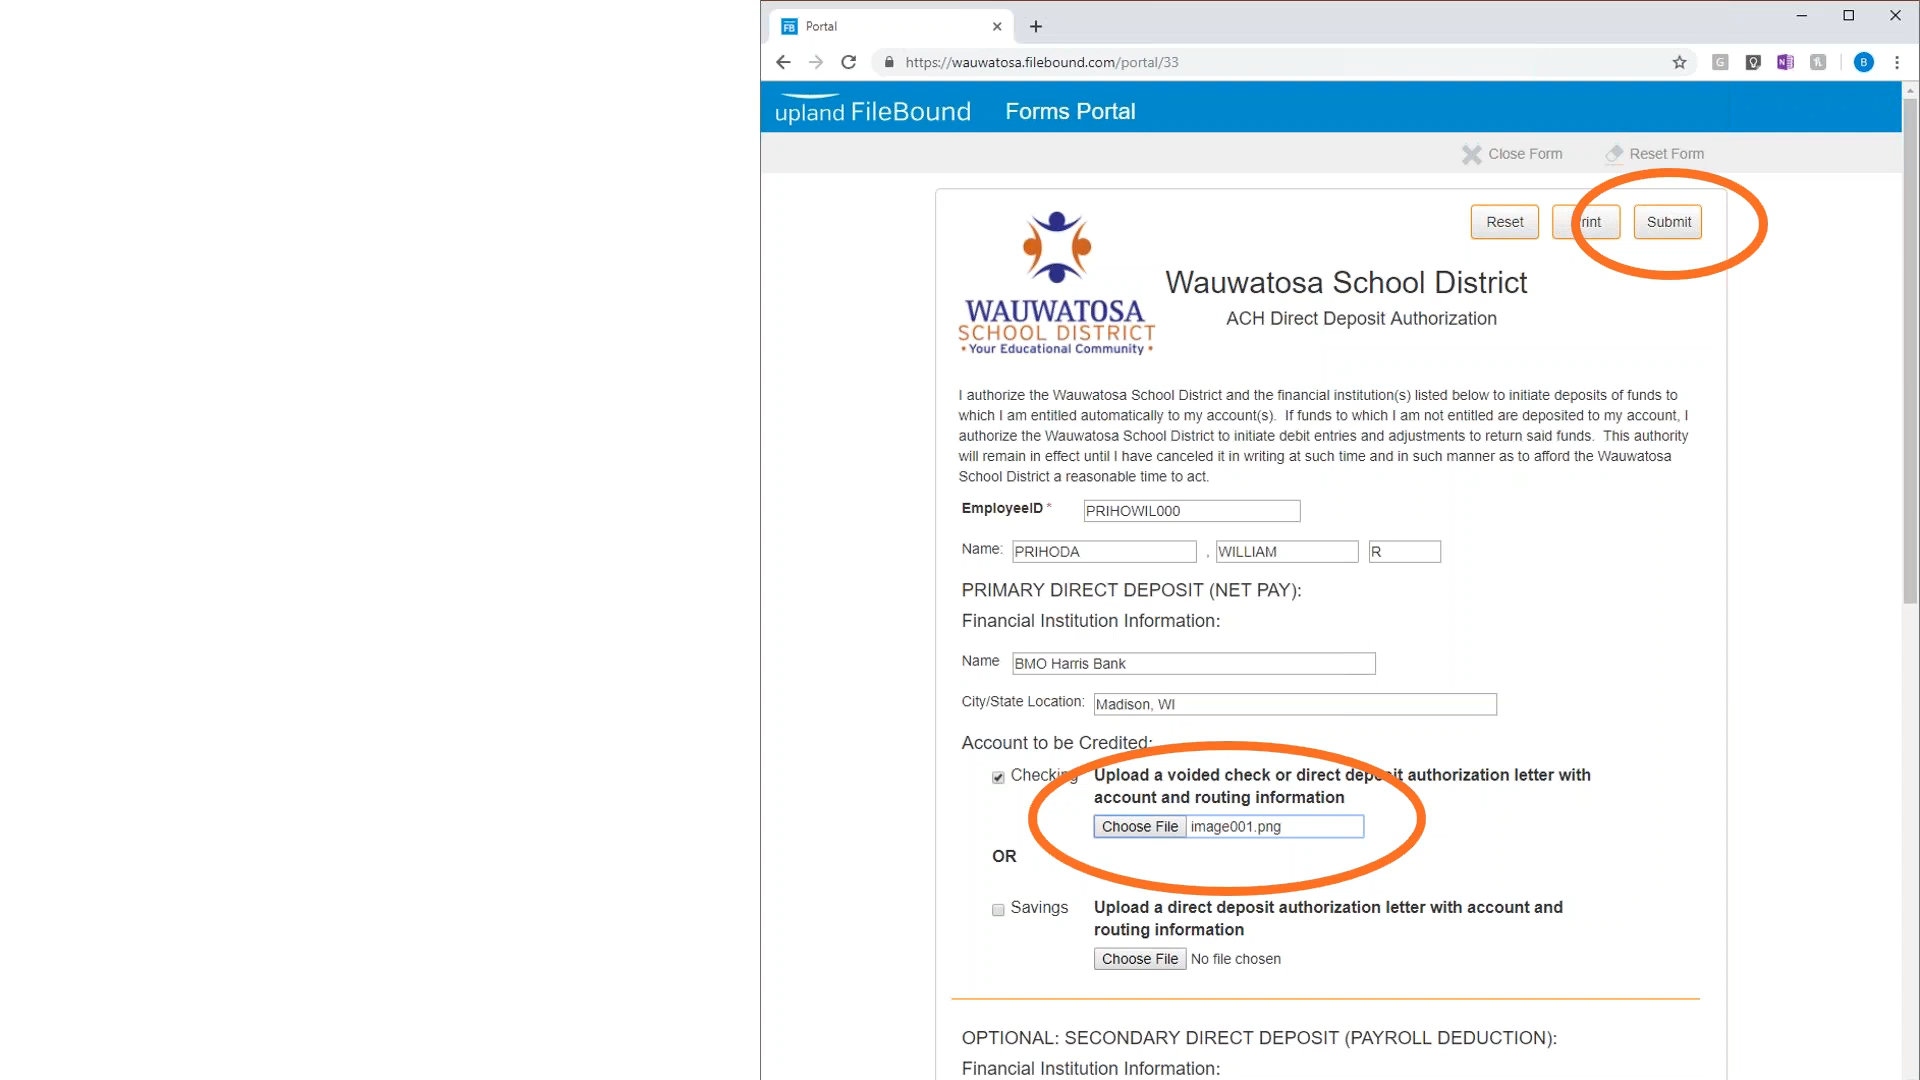 FB Portal
https://wauwatosa.filebound.com/portal/33
B
upland FileBound Forms Portal
Close Form Reset Form
Reset rint Submit
WAUWATOSA
SCHOOL DISTRICT
• Your Educational Community •
Wauwatosa School District
ACH Direct Deposit Authorization
I authorize the Wauwatosa School District and the financial institution(s) listed below to initiate deposits of funds to
which I am entitled automatically to my account(s). If funds to which I am not entitled are deposited to my account, I
authorize the Wauwatosa School District to initiate debit entries and adjustments to return said funds. This authority
will remain in effect until I have canceled it in writing at such time and in such manner as to afford the Wauwatosa
School District a reasonable time to act.
EmployeeID * PRIHOWIL000
Name: PRIHODA , WILLIAM R
PRIMARY DIRECT DEPOSIT (NET PAY):
Financial Institution Information:
Name BMO Harris Bank
City/State Location: Madison, WI
Account to be Credited:
Checking Upload a voided check or direct deposit authorization letter with
account and routing information
Choose File image001.png
OR
Savings Upload a direct deposit authorization letter with account and
routing information
Choose File No file chosen
OPTIONAL: SECONDARY DIRECT DEPOSIT (PAYROLL DEDUCTION):
Financial Institution Information: